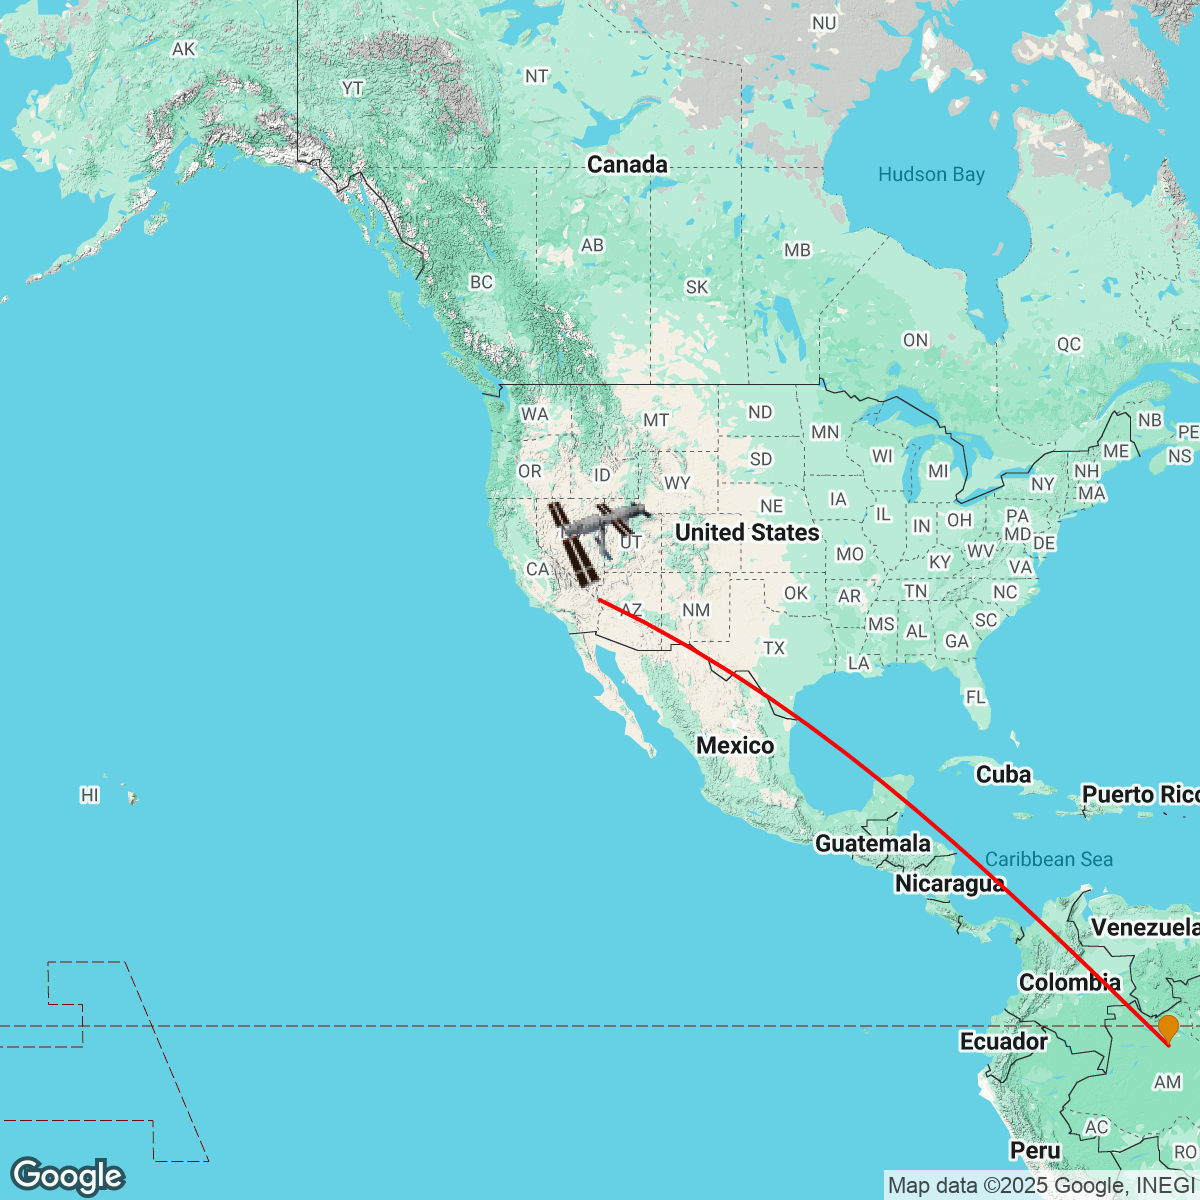 NU
AK
NT
YT
Canada
Hudson Bay
AB
MB
BC
SK
ON
QC
WA
MT
ND
NB
MN
PE
ME
NS
OR
ID
SD
WI
MI
NH
WY
NY
MA
NE
IA
IL
IN
OH
PA
United States
MD
DE
UT
MO
WV
KY
VA
CA
OK
AR
TN
NC
AZ
NM
MS
AL
SC
GA
TX
LA
FL
Mexico
Cuba
HI
Puerto Rico
Guatemala
Caribbean Sea
Nicaragua
Venezuela
Colombia
Ecuador
AM
AC
Peru
RO
Google
Map data ©2025 Google, INEGI